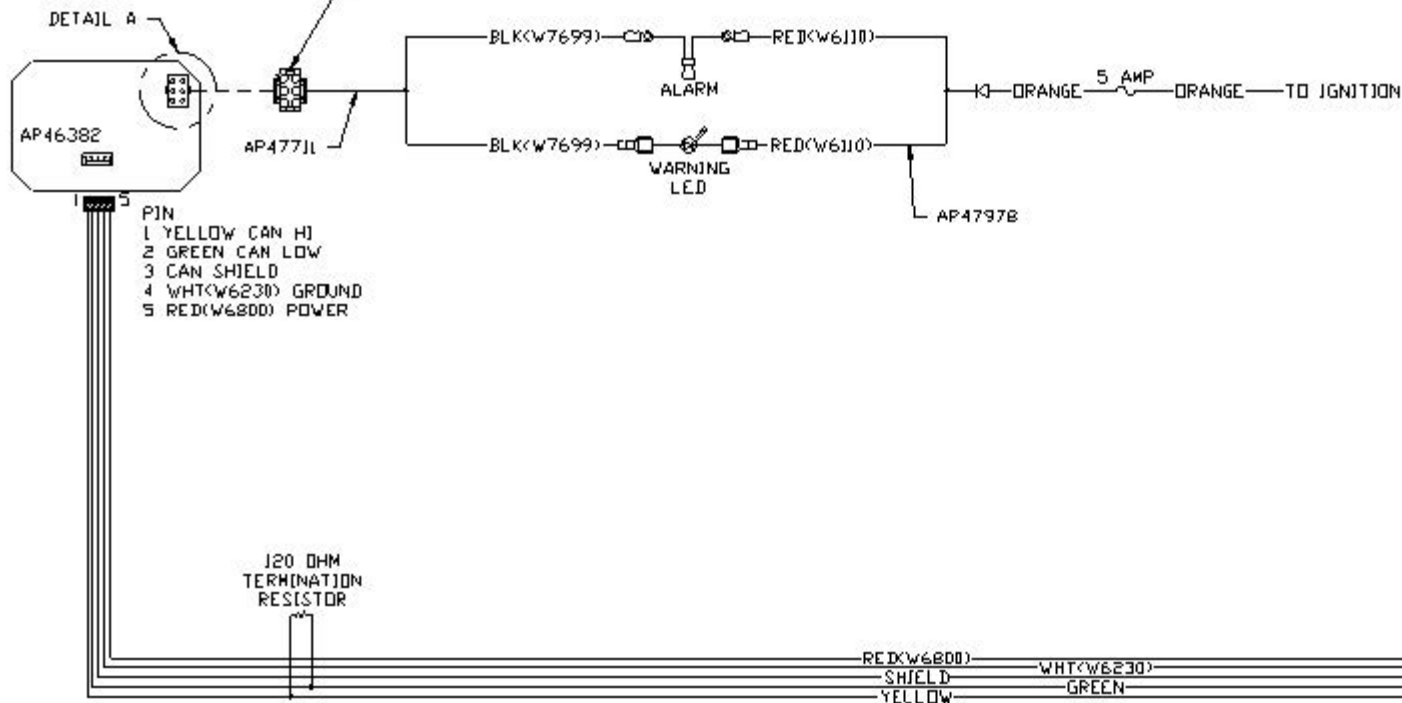 DETAIL A
BLK(W7699)
RED(W6110)
ALARM
ORANGE
5 AMP
ORANGE
TO IGNITION
AP46382
AP47711
BLK(W7699)
RED(W6110)
WARNING
LED
AP4797B
1
5
PIN
1 YELLOW CAN HI
2 GREEN CAN LOW
3 CAN SHIELD
4 WHT(W6230) GROUND
5 RED(W6800) POWER
120 OHM
TERMINATION
RESISTOR
RED(W6800)
WHT(W6230)
SHIELD
GREEN
YELLOW